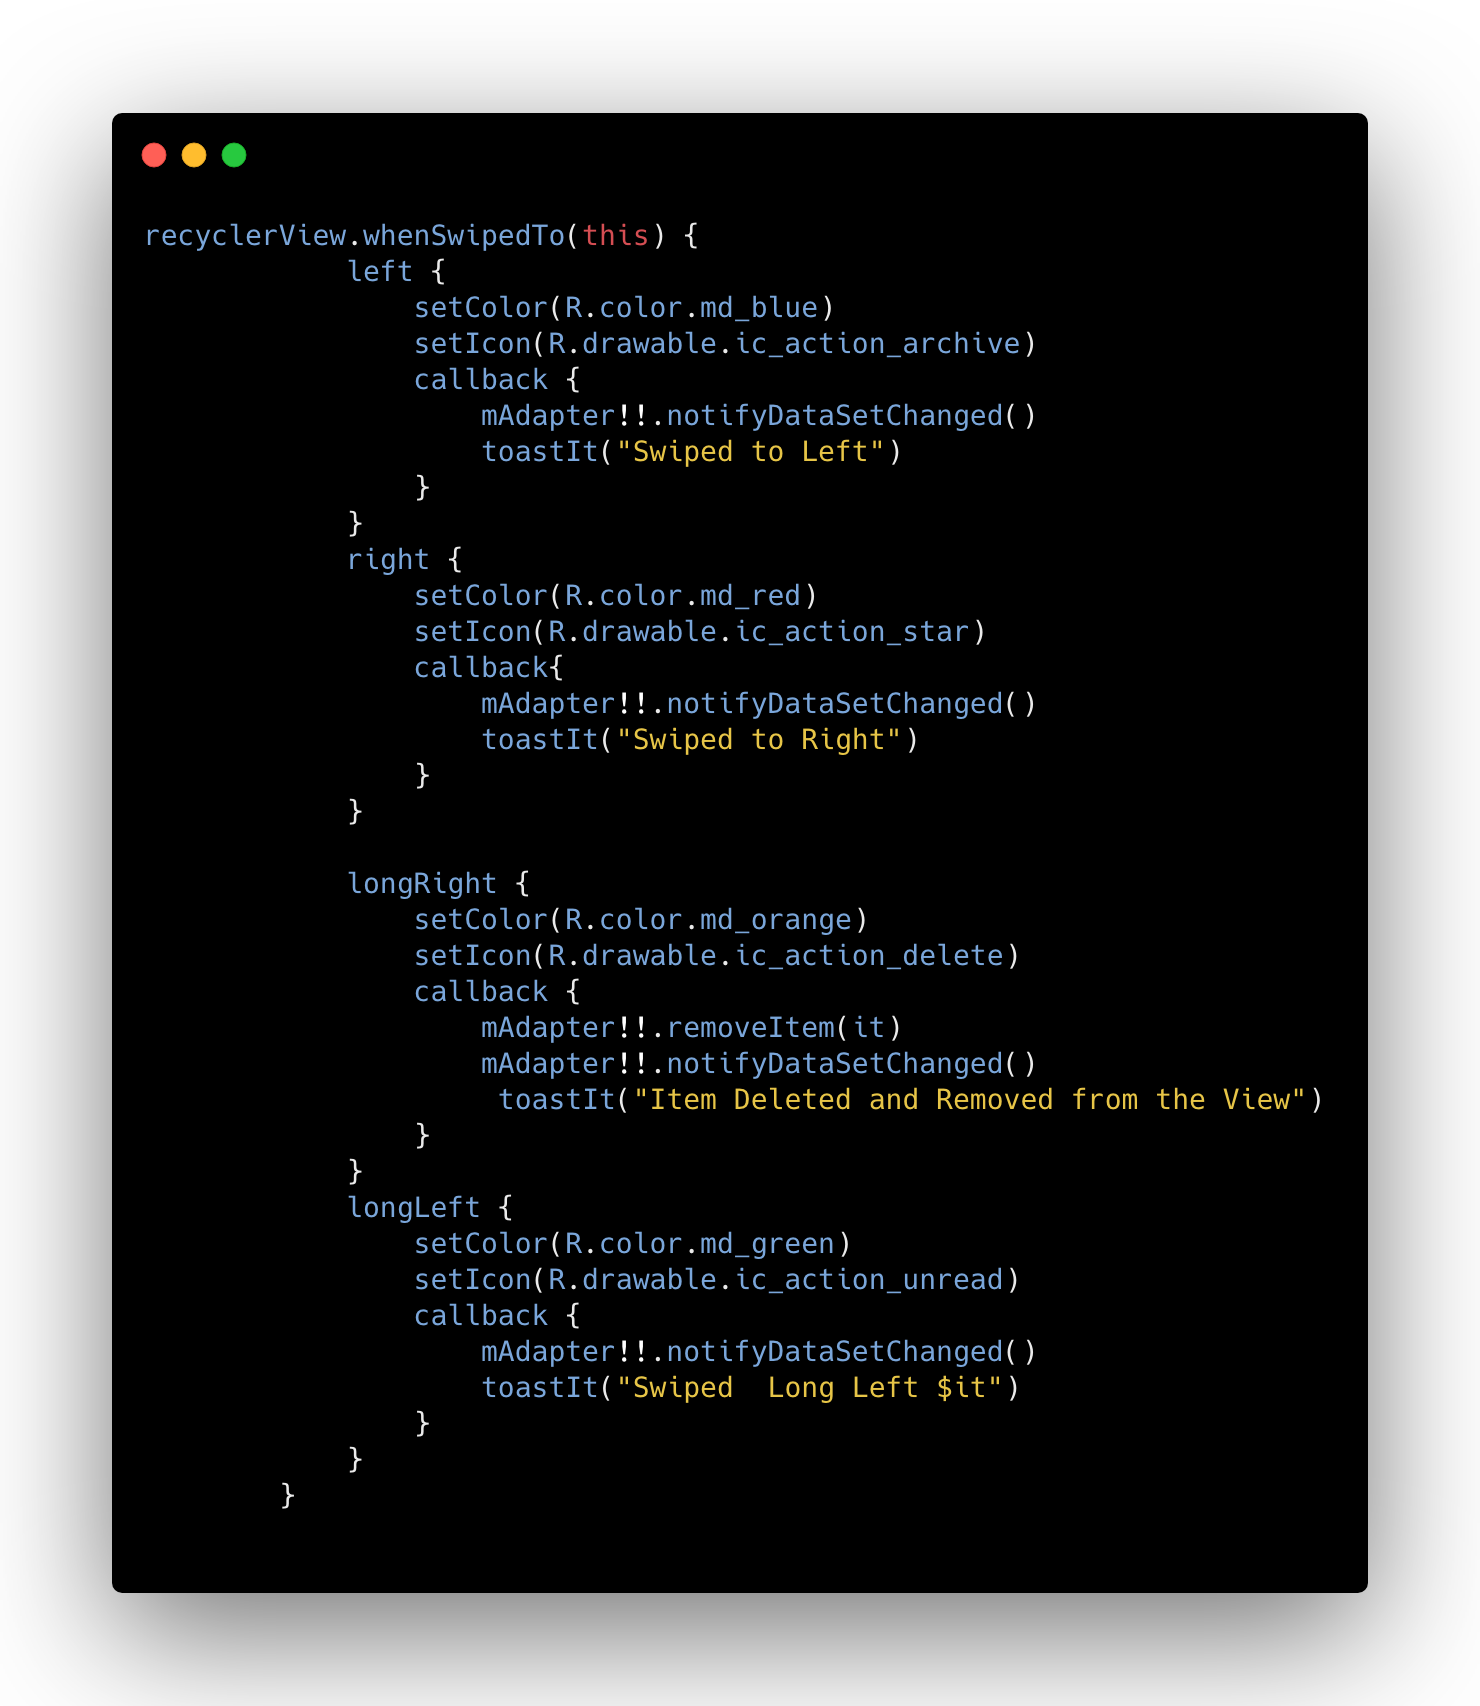 recyclerView.whenSwipedTo(this) {
            left {
                setColor(R.color.md_blue)
                setIcon(R.drawable.ic_action_archive)
                callback {
                    mAdapter!!.notifyDataSetChanged()
                    toastIt("Swiped to Left")
                }
            }
            right {
                setColor(R.color.md_red)
                setIcon(R.drawable.ic_action_star)
                callback{
                    mAdapter!!.notifyDataSetChanged()
                    toastIt("Swiped to Right")
                }
            }

            longRight {
                setColor(R.color.md_orange)
                setIcon(R.drawable.ic_action_delete)
                callback {
                    mAdapter!!.removeItem(it)
                    mAdapter!!.notifyDataSetChanged()
                     toastIt("Item Deleted and Removed from the View")
                }
            }
            longLeft {
                setColor(R.color.md_green)
                setIcon(R.drawable.ic_action_unread)
                callback {
                    mAdapter!!.notifyDataSetChanged()
                    toastIt("Swiped  Long Left $it")
                }
            }
        }